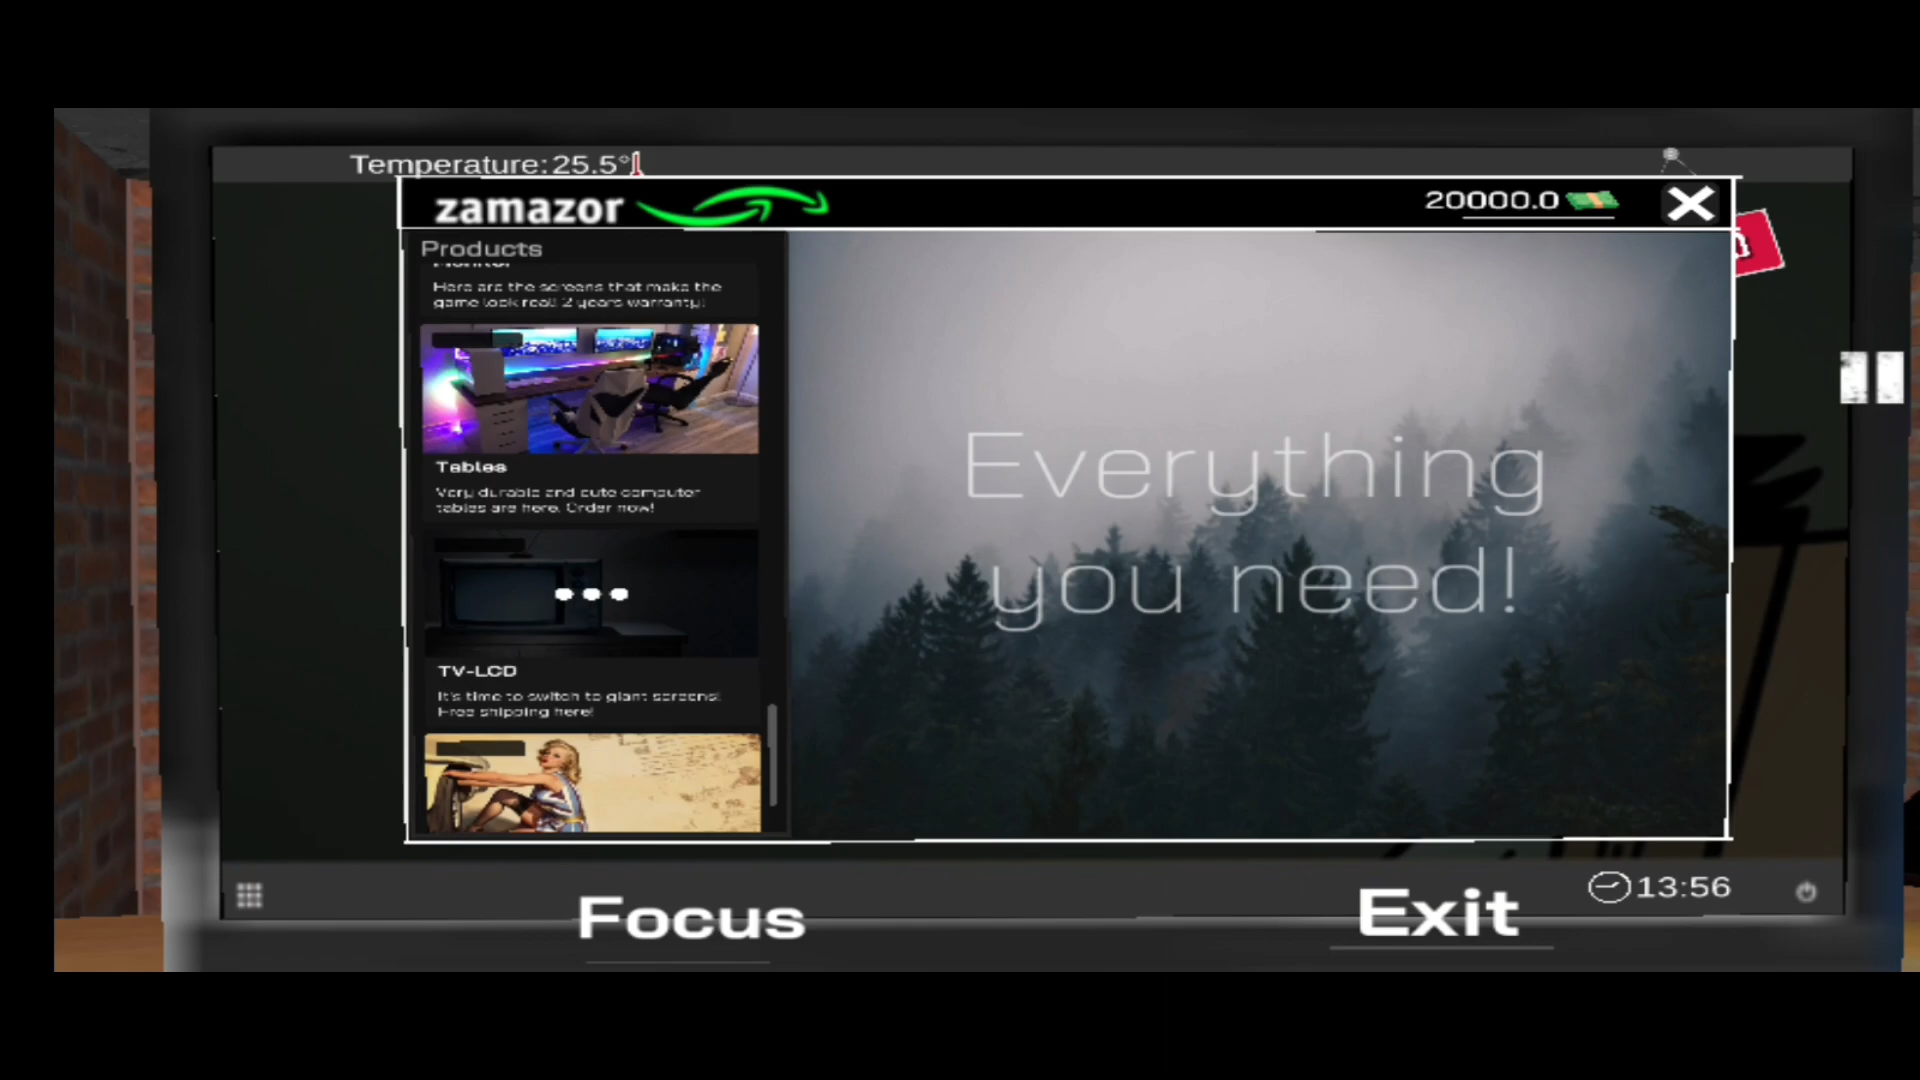 Temperature: 25.5°
zamazor
20000.0
Products
Monitor
Here are the screens that make the
game look real! 2 years warranty!
Tables
Very durable and cute computer
tables are here. Order now!
TV-LCD
It's time to switch to giant screens!
Free shipping here!
Everything
you need!
Focus
Exit
13:56